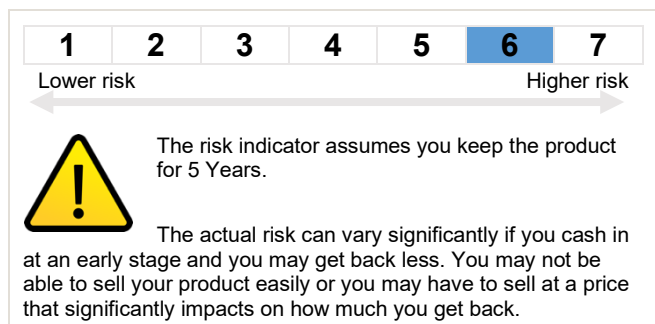 1 2 3 4 5 6 7
Lower risk Higher risk
The risk indicator assumes you keep the product
for 5 Years.
The actual risk can vary significantly if you cash in
at an early stage and you may get back less. You may not be
able to sell your product easily or you may have to sell at a price
that significantly impacts on how much you get back.